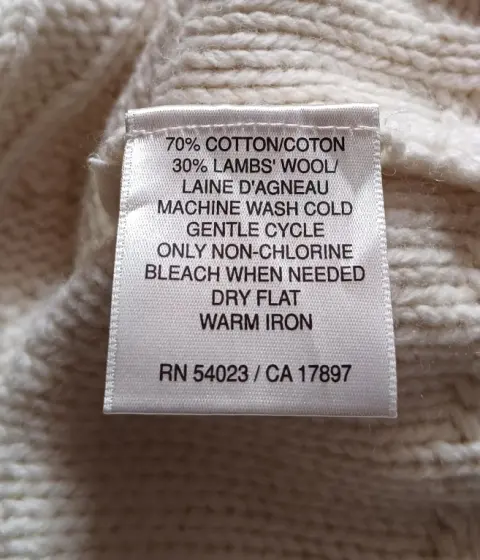 70% COTTON/COTON
30% LAMBS' WOOL/
LAINE D'AGNEAU
MACHINE WASH COLD
GENTLE CYCLE
ONLY NON-CHLORINE
BLEACH WHEN NEEDED
DRY FLAT
WARM IRON
RN 54023 / CA 17897